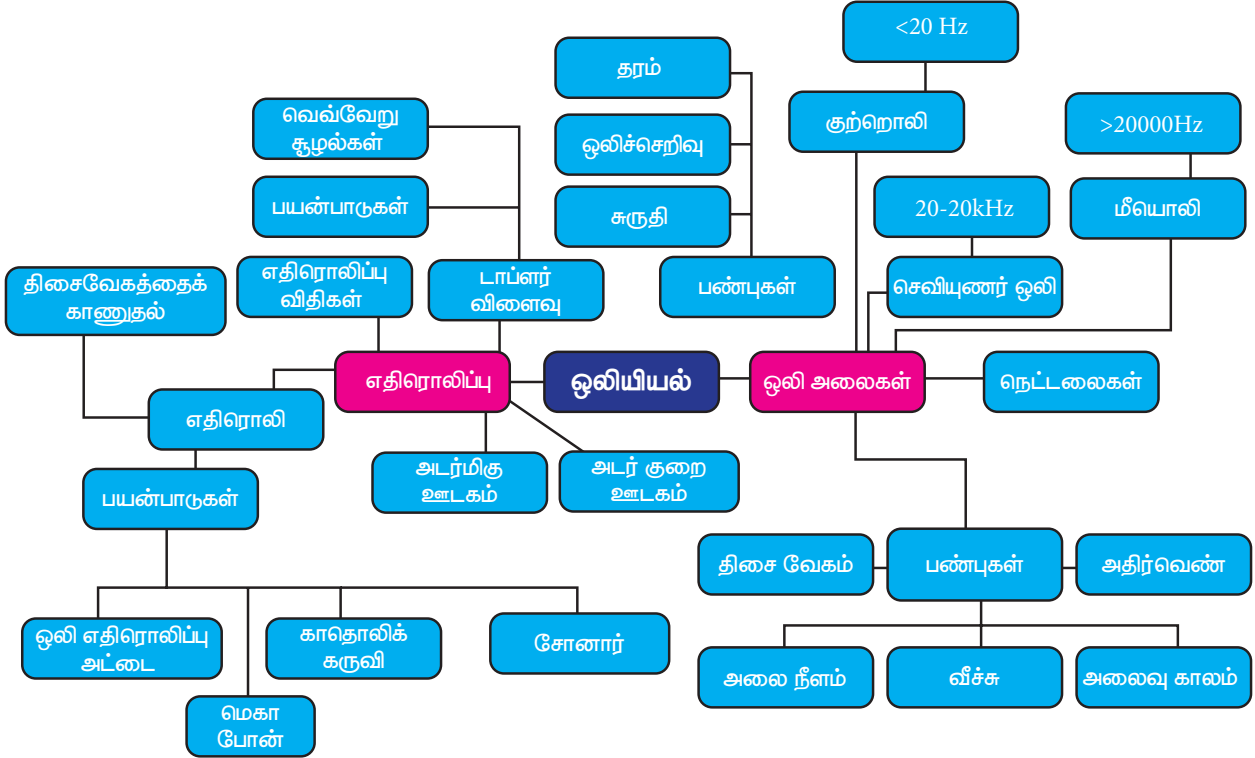 <20 Hz
தரம்
வெவ்வேறு
சூழல்கள்
குற்றொலி
>20000Hz
ஒலிச்செறிவு
பயன்பாடுகள்
சுருதி
20-20kHz
மீயொலி
எதிரொலிப்பு
விதிகள்
டாப்ளர்
விளைவு
பண்புகள்
செவியுணர் ஒலி
திசைவேகத்தைக்
காணுதல்
எதிரொலிப்பு
ஒலியியல்
ஒலி அலைகள்
நெட்டலைகள்
எதிரொலி
அடர்மிகு
ஊடகம்
அடர் குறை
ஊடகம்
பயன்பாடுகள்
திசை வேகம்
பண்புகள்
அதிர்வெண்
ஒலி எதிரொலிப்பு
அட்டை
காதொலிக்
கருவி
சோனார்
அலை நீளம்
வீச்சு
அலைவு காலம்
மெகா
போன்